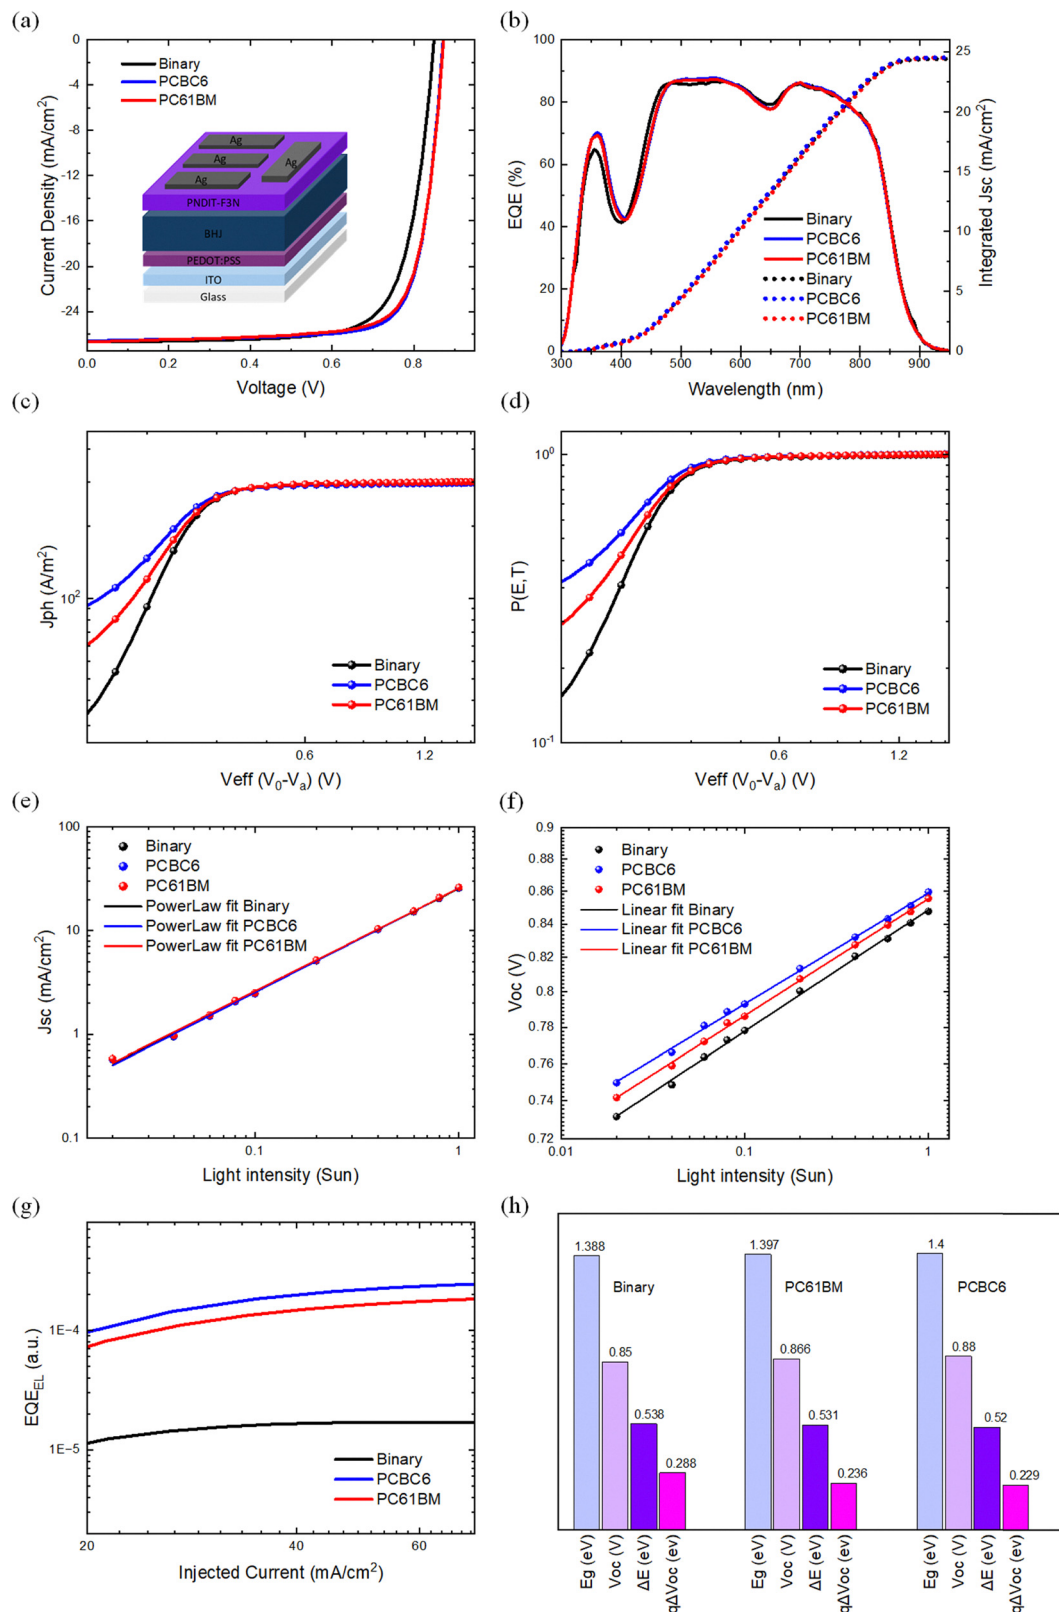 (a)
0
-4
-8
-12
-16
-20
-24
Current Density (mA/cm²)
Binary
PCBC6
PC61BM
Ag
Ag
Ag
Ag
PNDIT-F3N
BHJ
PEDOT:PSS
ITO
Glass
0.0
0.2
0.4
0.6
0.8
Voltage (V)
(b)
100
80
60
40
20
0
EQE (%)
Binary
PCBC6
PC61BM
Binary
PCBC6
PC61BM
25
20
15
10
5
0
Integrated Jsc (mA/cm²)
300
400
500
600
700
800
900
Wavelength (nm)
(c)
10²
Jph (A/m²)
Binary
PCBC6
PC61BM
0.6
1.2
Veff (V₀-Vₐ) (V)
(d)
10⁰
10⁻¹
P(E,T)
Binary
PCBC6
PC61BM
0.6
1.2
Veff (V₀-Vₐ) (V)
(e)
100
10
1
0.1
Jsc (mA/cm²)
Binary
PCBC6
PC61BM
PowerLaw fit Binary
PowerLaw fit PCBC6
PowerLaw fit PC61BM
0.1
1
Light intensity (Sun)
(f)
0.9
0.88
0.86
0.84
0.82
0.8
0.78
0.76
0.74
0.72
Voc (V)
Binary
PCBC6
PC61BM
Linear fit Binary
Linear fit PCBC6
Linear fit PC61BM
0.01
0.1
1
Light intensity (Sun)
(g)
1E-4
1E-5
EQE_EL (a.u.)
Binary
PCBC6
PC61BM
20
40
60
Injected Current (mA/cm²)
(h)
1.388
0.85
0.538
0.288
Binary
1.397
0.866
0.531
0.236
PC61BM
1.4
0.88
0.52
0.229
PCBC6
Eg (eV)
Voc (V)
ΔE (eV)
qΔVoc (ev)
Eg (eV)
Voc (V)
ΔE (eV)
qΔVoc (ev)
Eg (eV)
Voc (V)
ΔE (eV)
qΔVoc (ev)